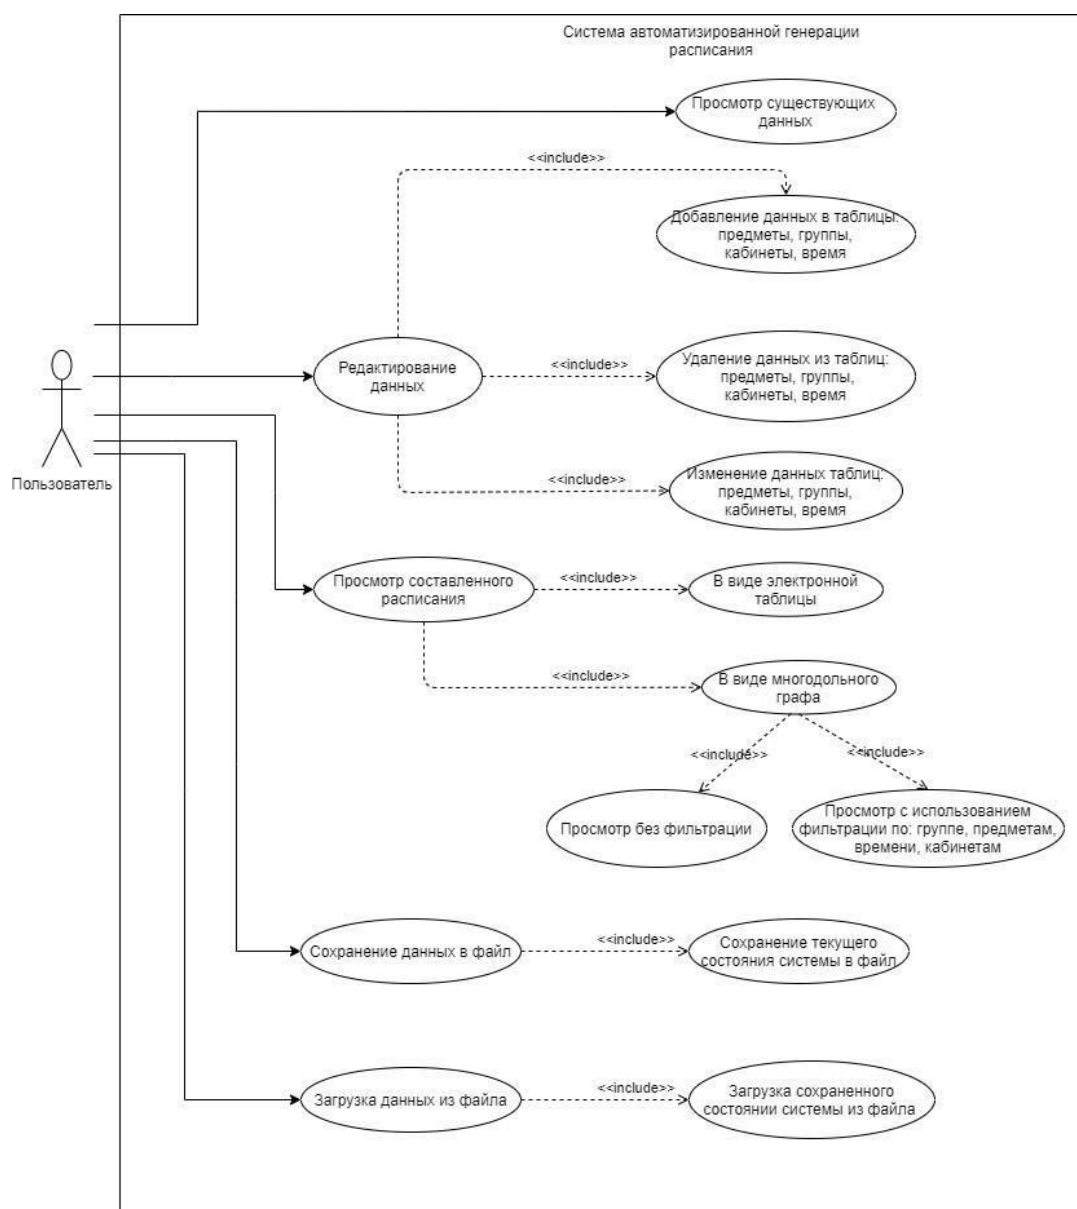 Система автоматизированной генерации
расписания
Просмотр существующих
данных
<<include>>
Добавление данных в таблицы:
предметы, группы,
кабинеты, время
Редактирование
данных
<<include>>
Удаление данных из таблиц:
предметы, группы,
кабинеты, время
Пользователь
<<include>>
Изменение данных таблиц:
предметы, группы,
кабинеты, время
Просмотр составленного
расписания
<<include>>
В виде электронной
таблицы
<<include>>
В виде многодольного
графа
<<include>>
<<include>>
Просмотр без фильтрации
Просмотр с использованием
фильтрации по: группе, предметам,
времени, кабинетам
Сохранение данных в файл
<<include>>
Сохранение текущего
состояния системы в файл
Загрузка данных из файла
<<include>>
Загрузка сохраненного
состоянии системы из файла